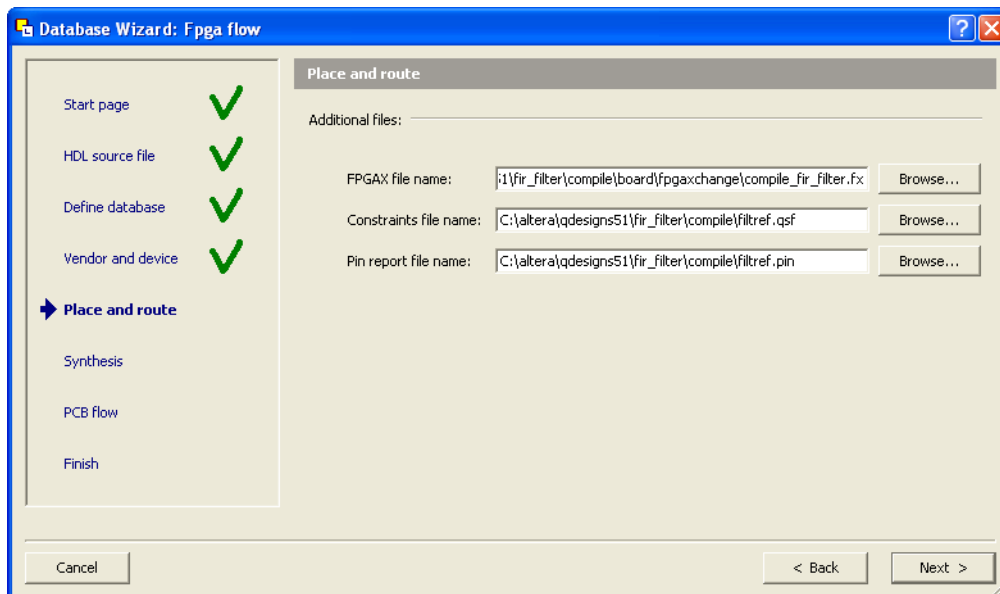 Database Wizard: Fpga flow
Start page
HDL source file
Define database
Vendor and device
Place and route
Synthesis
PCB flow
Finish
Place and route
Additional files:
FPGAX file name: 51\fir_filter\compile\board\fpgaxchange\compile_fir_filter.fx Browse...
Constraints file name: C:\altera\qdesigns51\fir_filter\compile\filtref.qsf Browse...
Pin report file name: C:\altera\qdesigns51\fir_filter\compile\filtref.pin Browse...
Cancel < Back Next >